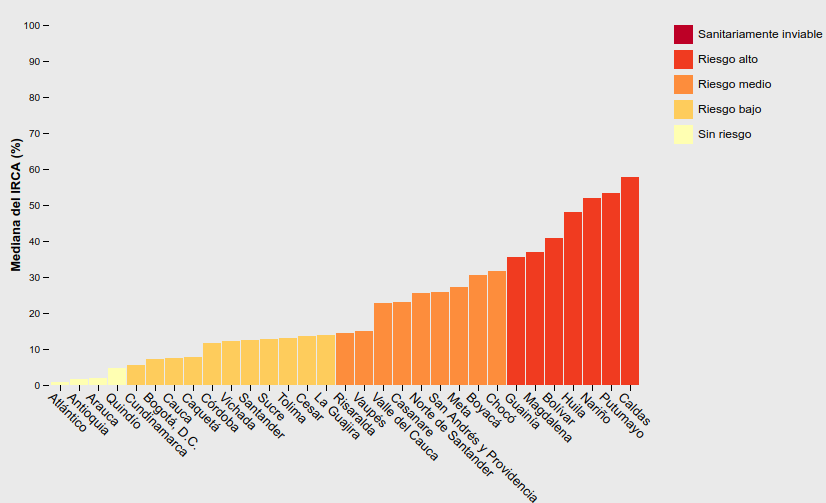 100
90
80
70
60
50
40
30
20
10
0
Mediana del IRCA (%)
Sanitariamente inviable
Riesgo alto
Riesgo medio
Riesgo bajo
Sin riesgo
Atlántico
Antioquia
Arauca
Quindío
Cundinamarca
Bogotá, D.C.
Cauca
Caquetá
Córdoba
Vichada
Santander
Sucre
Tolima
Cesar
La Guajira
Risaralda
Vaupés
Valle del Cauca
Casanare
Norte de Santander
San Andrés y Providencia
Meta
Boyacá
Chocó
Guainía
Magdalena
Bolívar
Huila
Nariño
Putumayo
Caldas